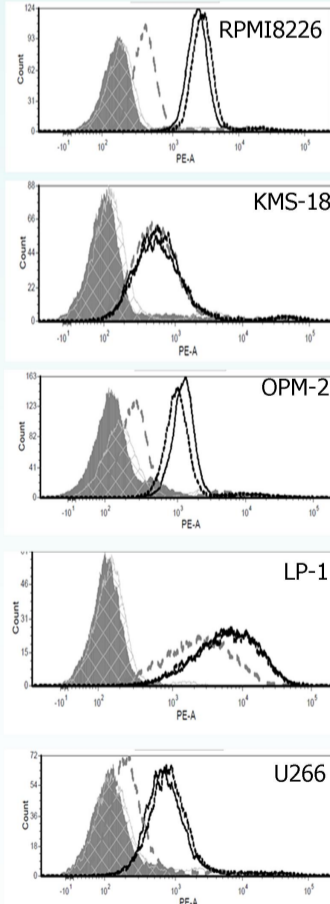 124
RPMI8226
93
62
31
0
Count
-10¹ 10² 10³ 10⁴ 10⁵
PE-A
88
KMS-18
66
44
22
0
Count
-10¹ 10² 10³ 10⁴ 10⁵
PE-A
163
OPM-2
123
82
41
0
Count
-10¹ 10² 10³ 10⁴ 10⁵
PE-A
LP-1
46
31
15
0
Count
-10¹ 10² 10³ 10⁴ 10⁵
PE-A
72
U266
54
36
18
0
Count
-10¹ 10² 10³ 10⁴ 10⁵
PE-A